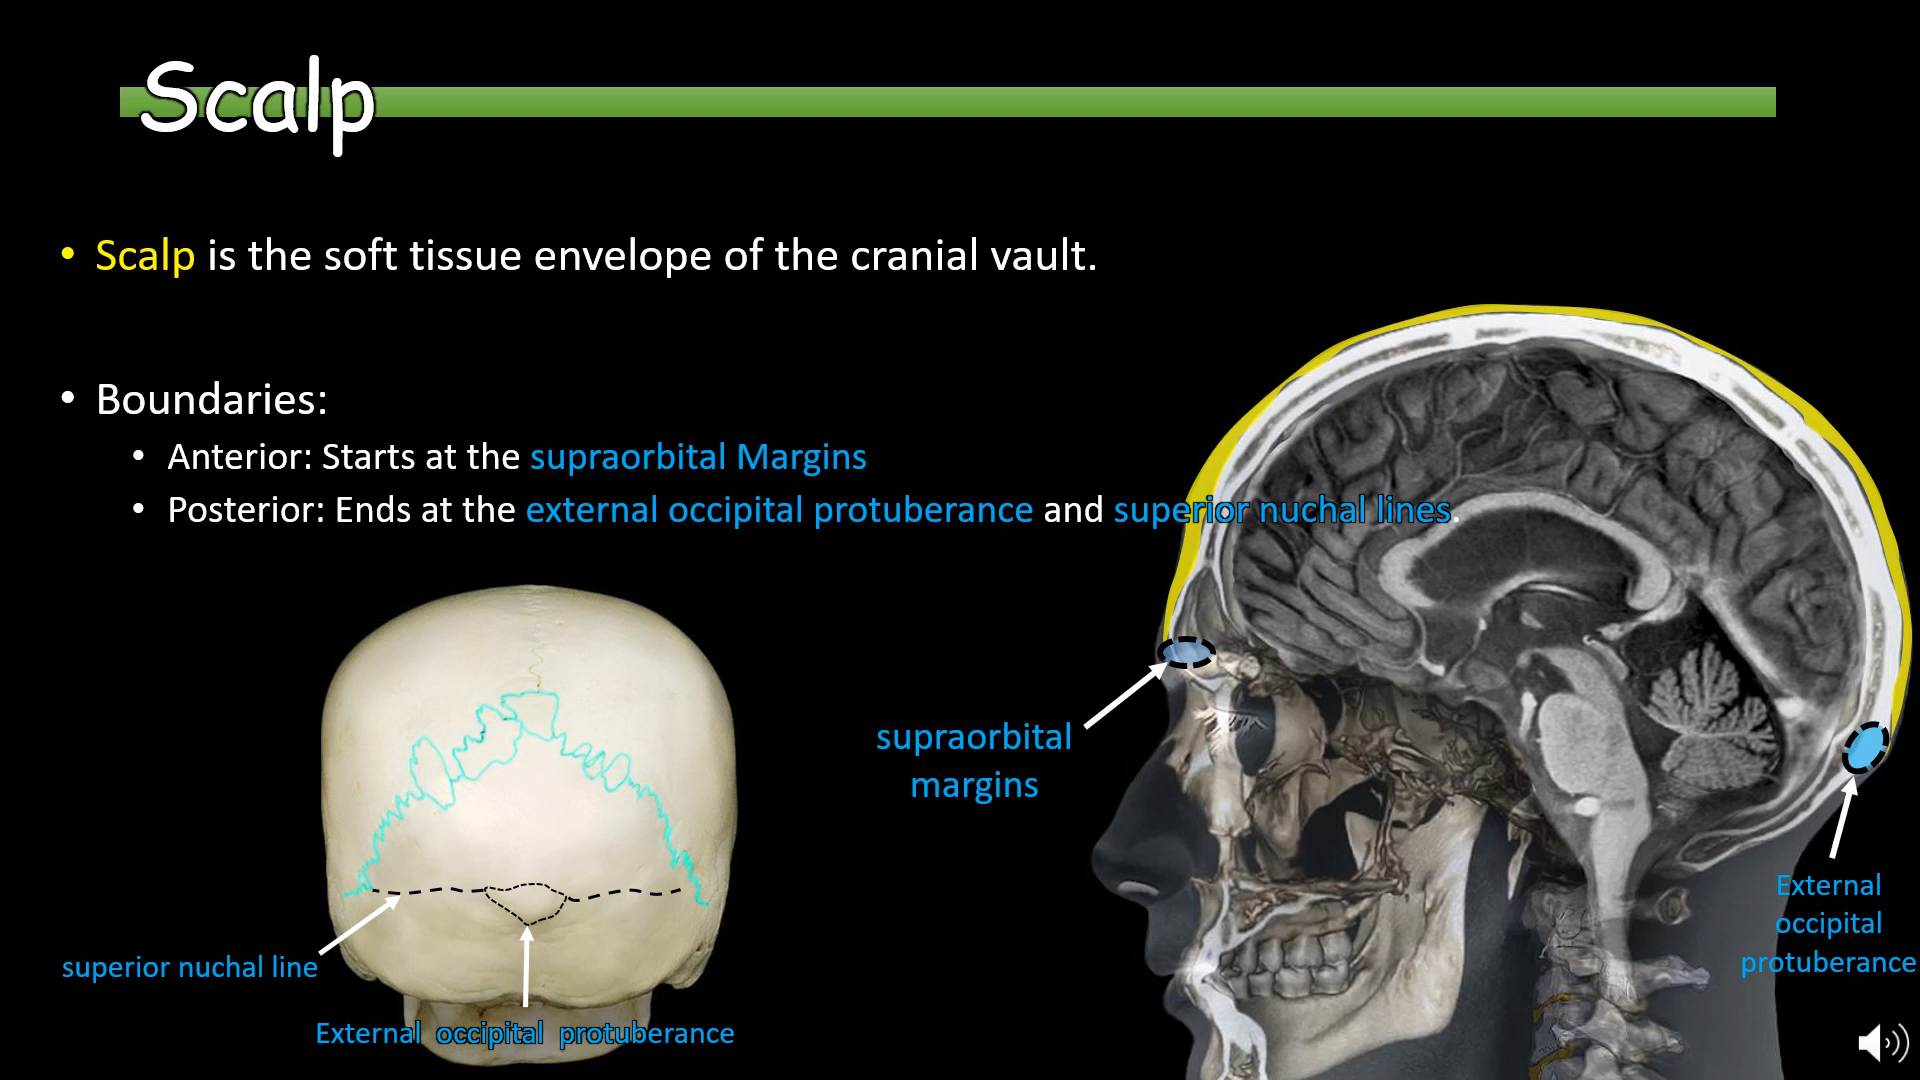 Scalp
• Scalp is the soft tissue envelope of the cranial vault.
• Boundaries:
• Anterior: Starts at the supraorbital Margins
• Posterior: Ends at the external occipital protuberance and superior nuchal lines.
supraorbital
margins
External
occipital
protuberance
superior nuchal line
External occipital protuberance